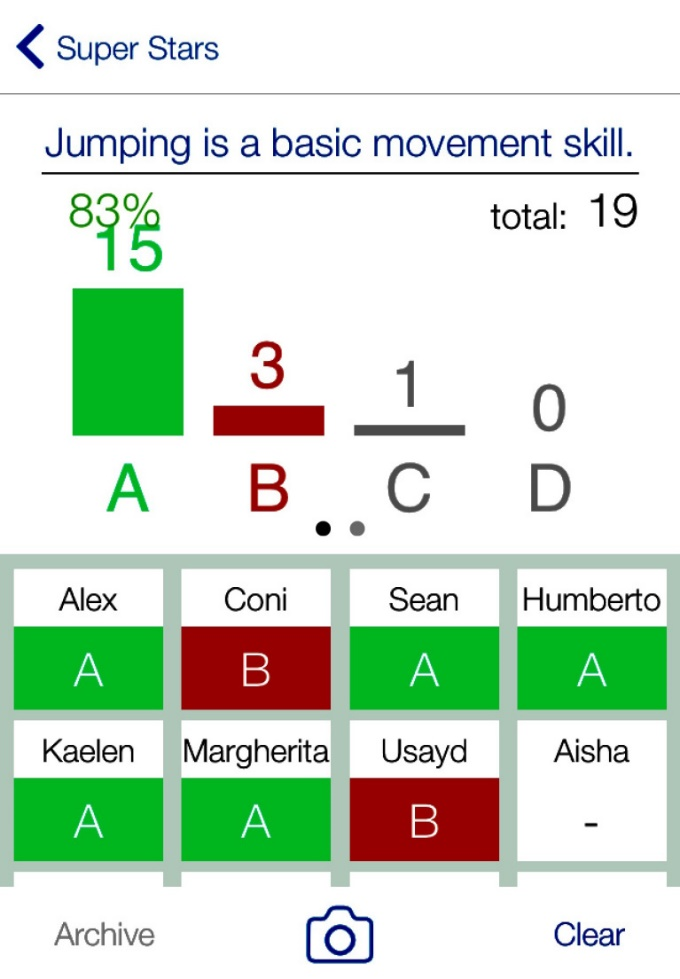 Super Stars
Jumping is a basic movement skill.
83%
total: 19
15
3
1
0
A B C D
Alex Coni Sean Humberto
A B A A
Kaelen Margherita Usayd Aisha
A A B -
Archive Clear